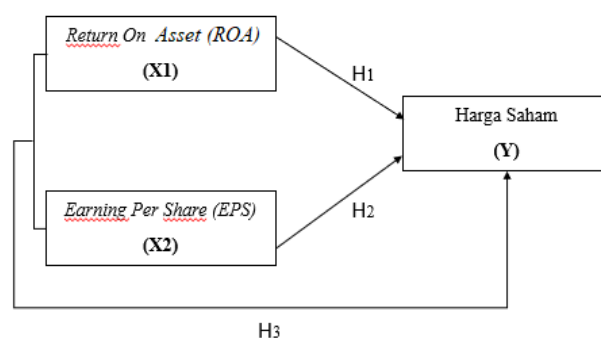 Return On Asset (ROA)
(X1)
H1
Harga Saham
(Y)
Earning Per Share (EPS)
(X2)
H2
H3